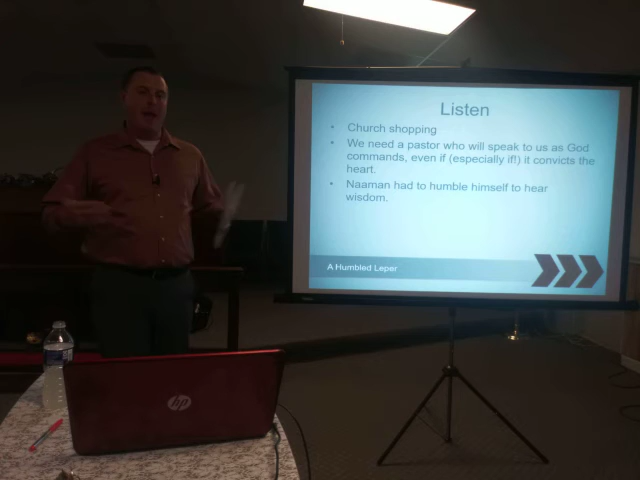 Listen
• Church shopping
• We need a pastor who will speak to us as God
commands, even if (especially if!) it convicts the
heart.
• Naaman had to humble himself to hear
wisdom.
A Humbled Leper
hp